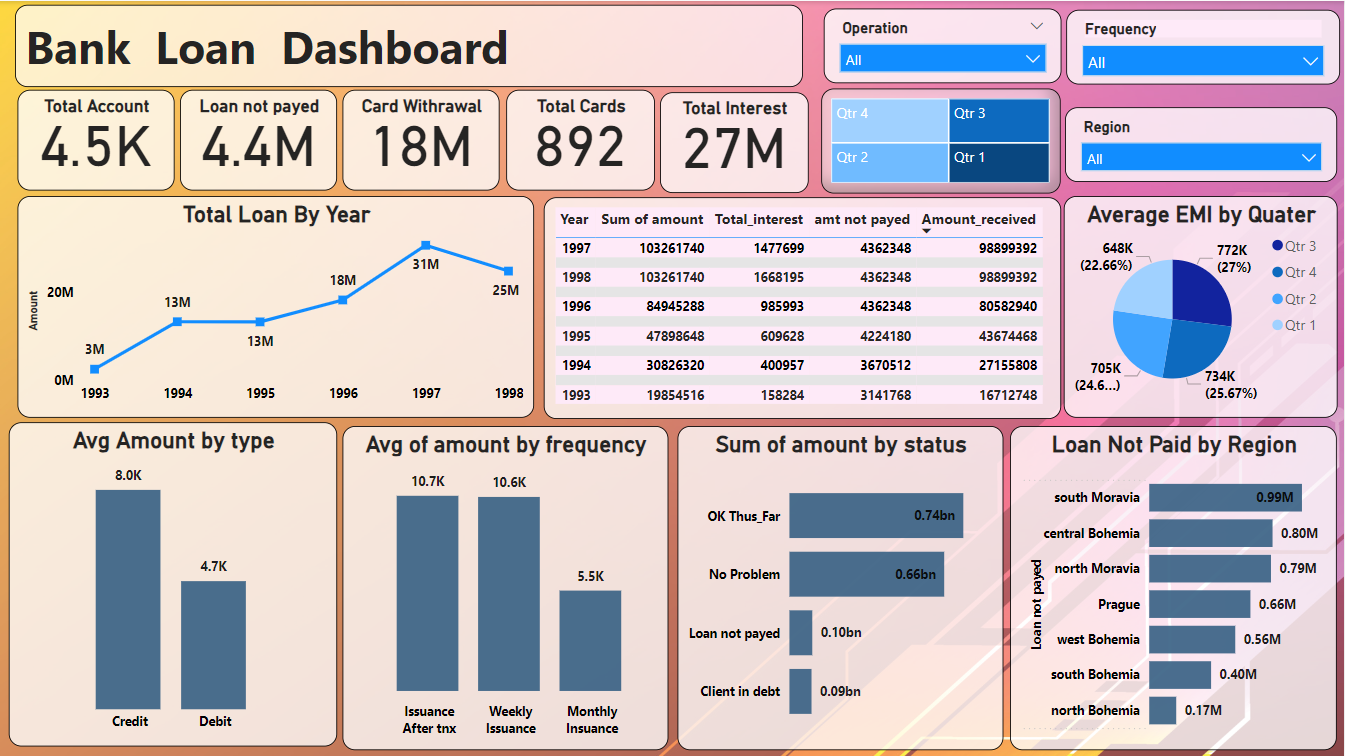 Bank Loan Dashboard
Operation
All
Frequency
All
Total Account
4.5K
Loan not payed
4.4M
Card Withrawal
18M
Total Cards
892
Total Interest
27M
Qtr 4
Qtr 3
Qtr 2
Qtr 1
Region
All
Total Loan By Year
Amount
20M
0M
3M
13M
13M
18M
31M
25M
1993 1994 1995 1996 1997 1998
Year Sum of amount Total_interest amt not payed Amount_received
1997 103261740 1477699 4362348 98899392
1998 103261740 1668195 4362348 98899392
1996 84945288 985993 4362348 80582940
1995 47898648 609628 4224180 43674468
1994 30826320 400957 3670512 27155808
1993 19854516 158284 3141768 16712748
Average EMI by Quater
648K
(22.66%)
772K
(27%)
705K
(24.6...)
734K
(25.67%)
Qtr 3
Qtr 4
Qtr 2
Qtr 1
Avg Amount by type
8.0K
4.7K
Credit
Debit
Avg of amount by frequency
10.7K
10.6K
5.5K
Issuance
After tnx
Weekly
Issuance
Monthly
Insuance
Sum of amount by status
OK Thus_Far
0.74bn
No Problem
0.66bn
Loan not payed
0.10bn
Client in debt
0.09bn
Loan Not Paid by Region
Loan not payed
south Moravia
0.99M
central Bohemia
0.80M
north Moravia
0.79M
Prague
0.66M
west Bohemia
0.56M
south Bohemia
0.40M
north Bohemia
0.17M